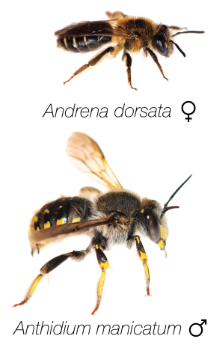 Andrena dorsata ♀
Anthidium manicatum ♂